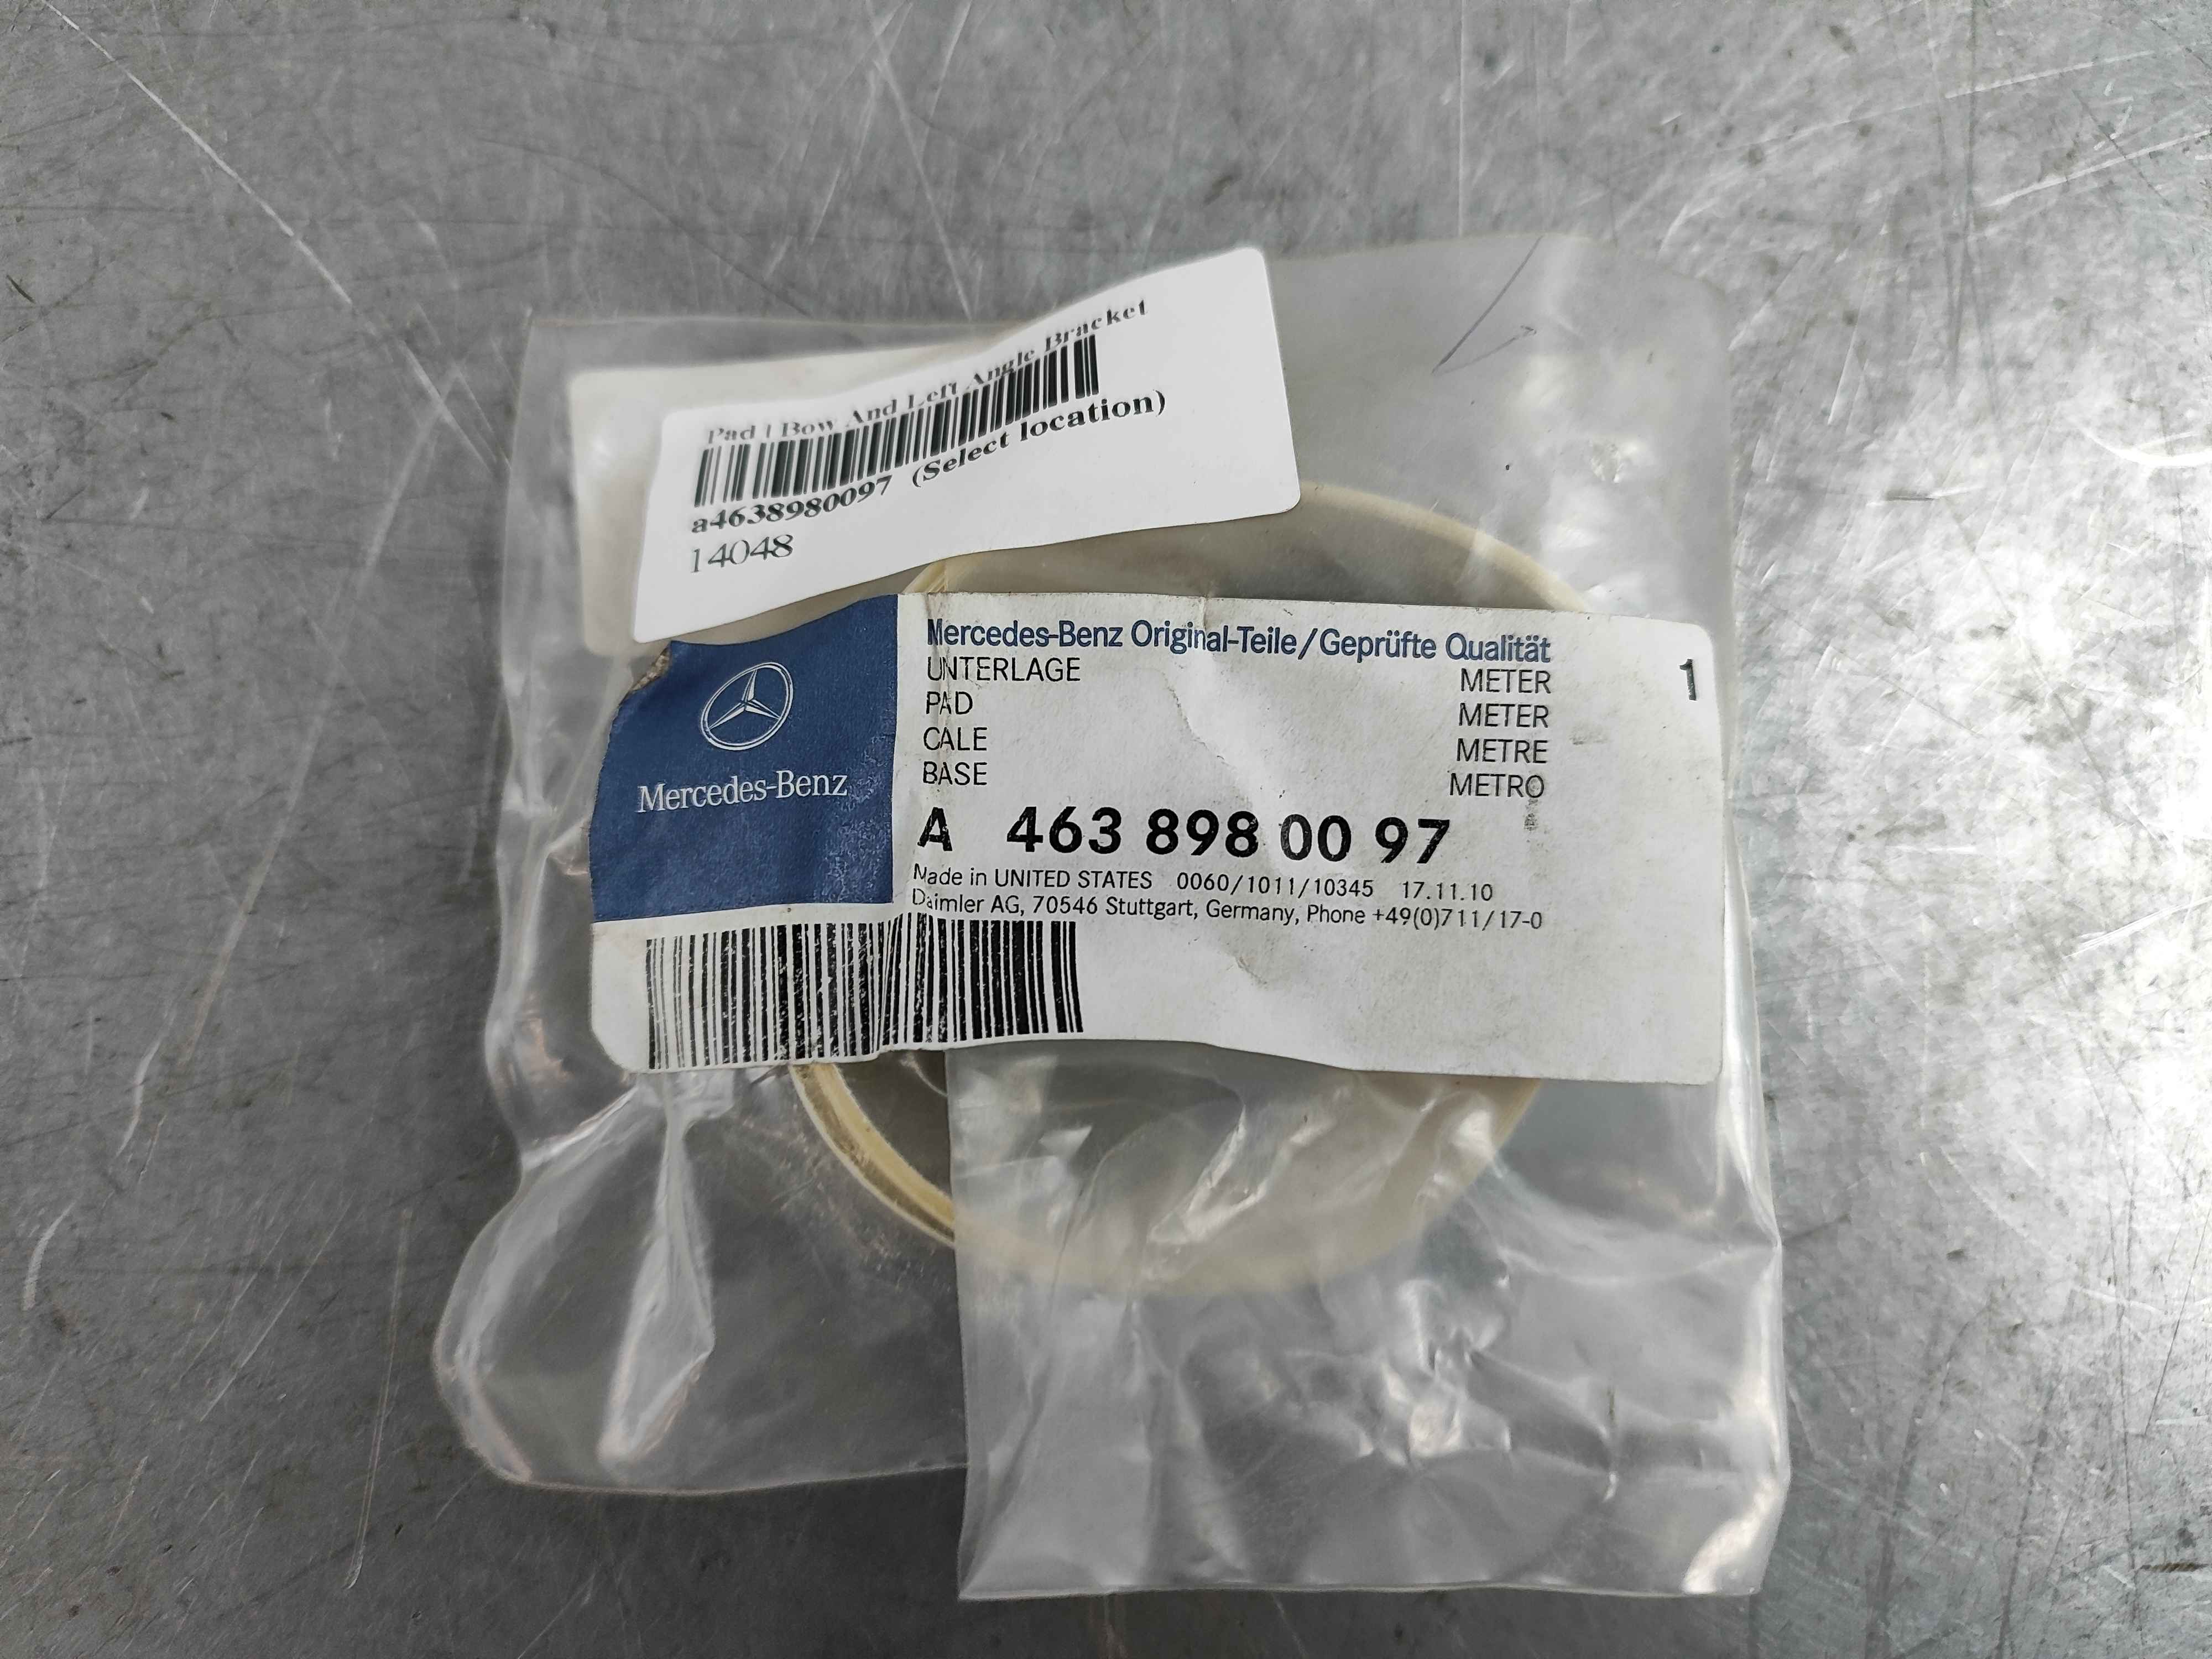 Pad | Bow And Left Angle Bracket
a4638980097 (Select location)
14048
Mercedes-Benz
Mercedes-Benz Original-Teile/Geprüfte Qualität
UNTERLAGE METER 1
PAD METER
CALE METRE
BASE METRO
A 463 898 00 97
Made in UNITED STATES 0060/1011/10345 17.11.10
Daimler AG, 70546 Stuttgart, Germany, Phone +49(0)711/17-0